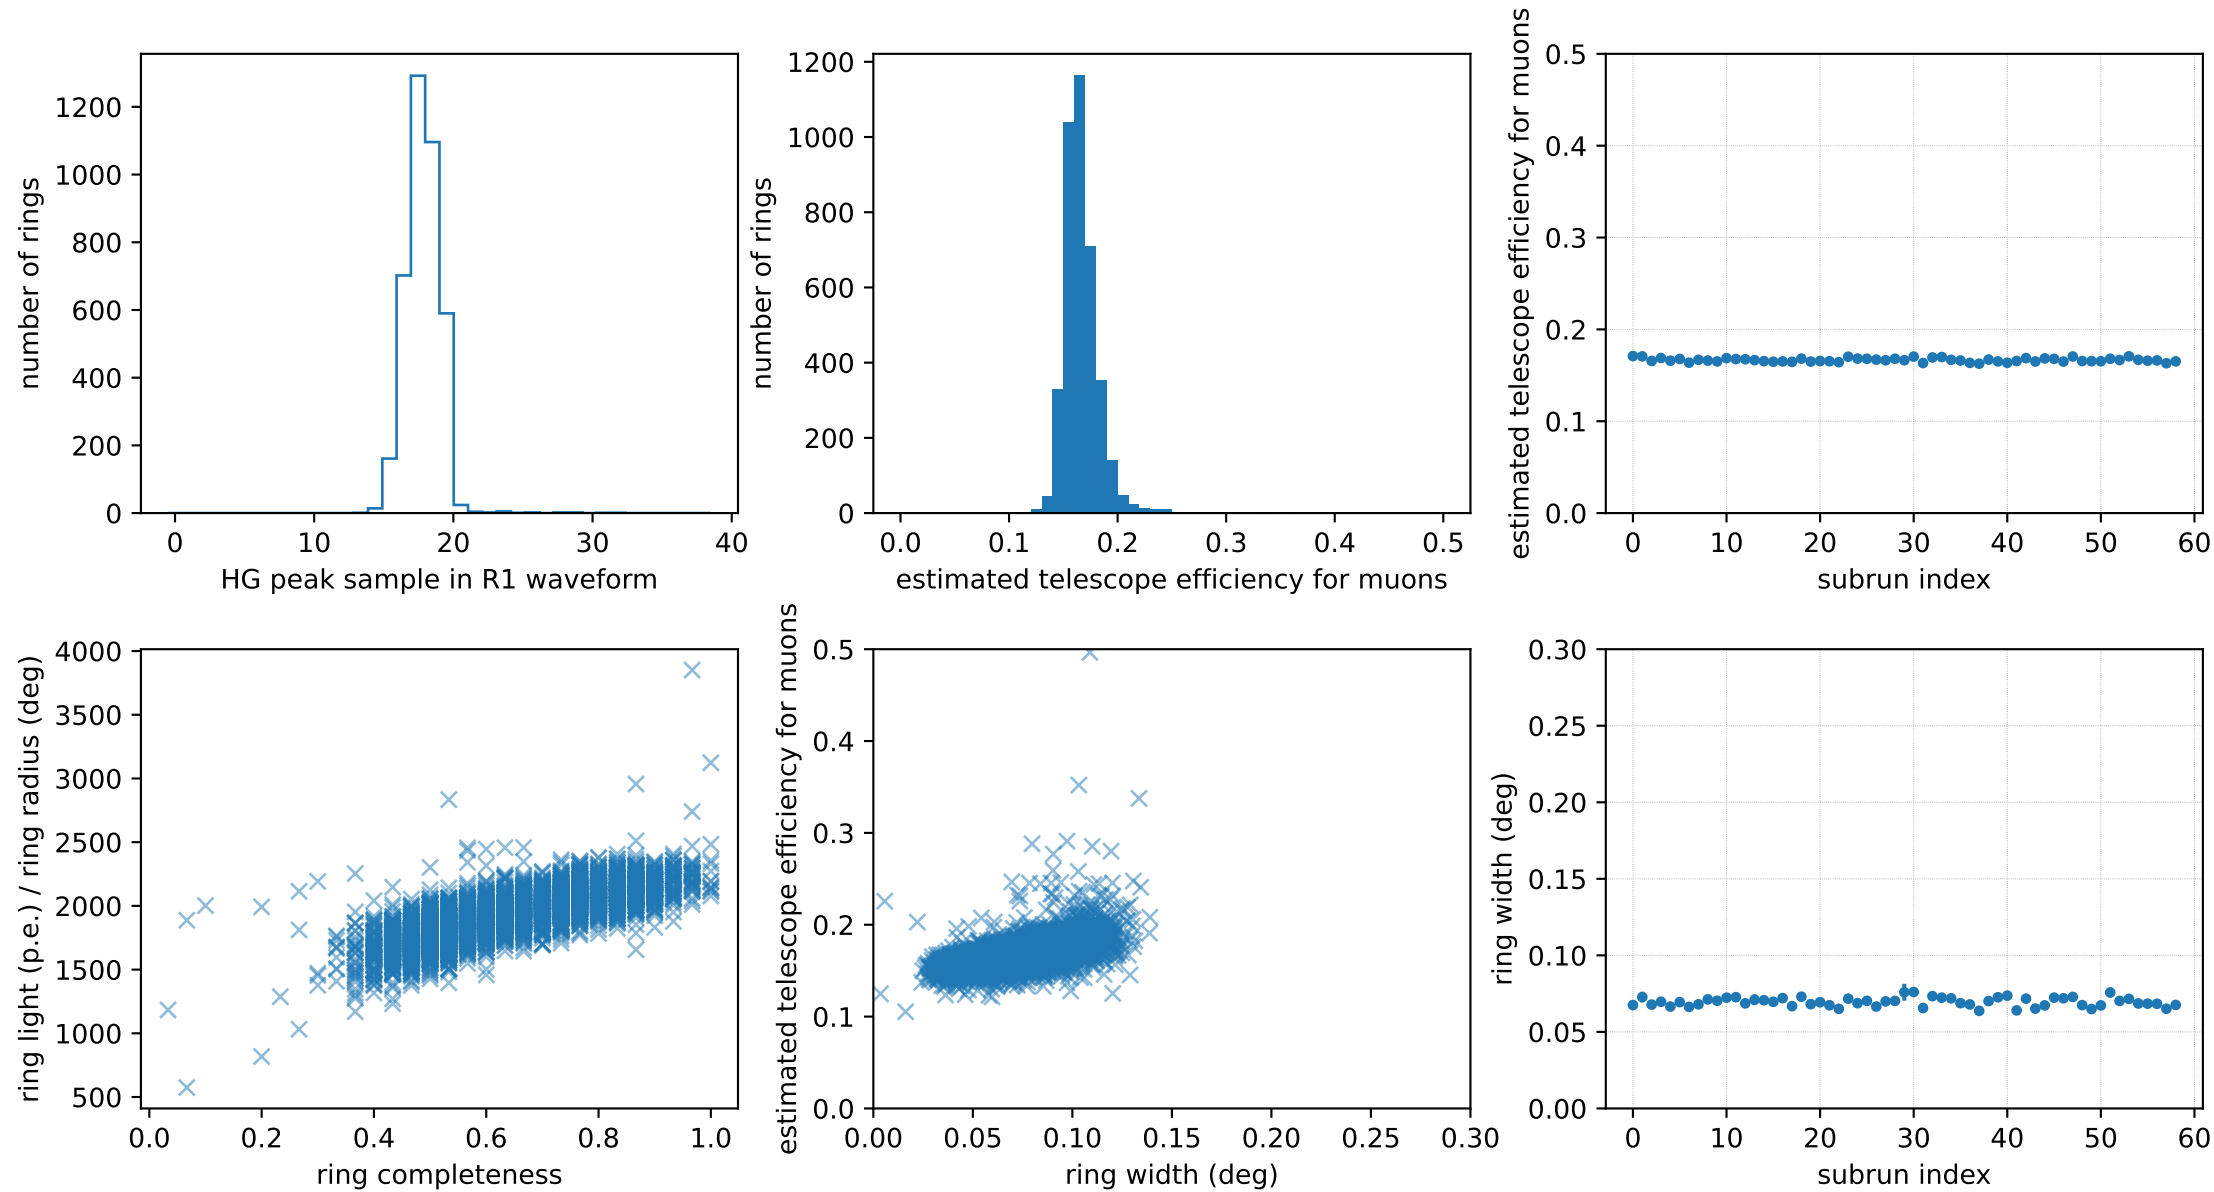 number of rings
1200
1000
800
600
400
200
0
0 10 20 30 40
HG peak sample in R1 waveform
number of rings
1200
1000
800
600
400
200
0
0.0 0.1 0.2 0.3 0.4 0.5
estimated telescope efficiency for muons
estimated telescope efficiency for muons
0.5
0.4
0.3
0.2
0.1
0.0
0 10 20 30 40 50 60
subrun index
ring light (p.e.) / ring radius (deg)
4000
3500
3000
2500
2000
1500
1000
500
0.0 0.2 0.4 0.6 0.8 1.0
ring completeness
estimated telescope efficiency for muons
0.5
0.4
0.3
0.2
0.1
0.0
0.00 0.05 0.10 0.15 0.20 0.25 0.30
ring width (deg)
ring width (deg)
0.30
0.25
0.20
0.15
0.10
0.05
0.00
0 10 20 30 40 50 60
subrun index